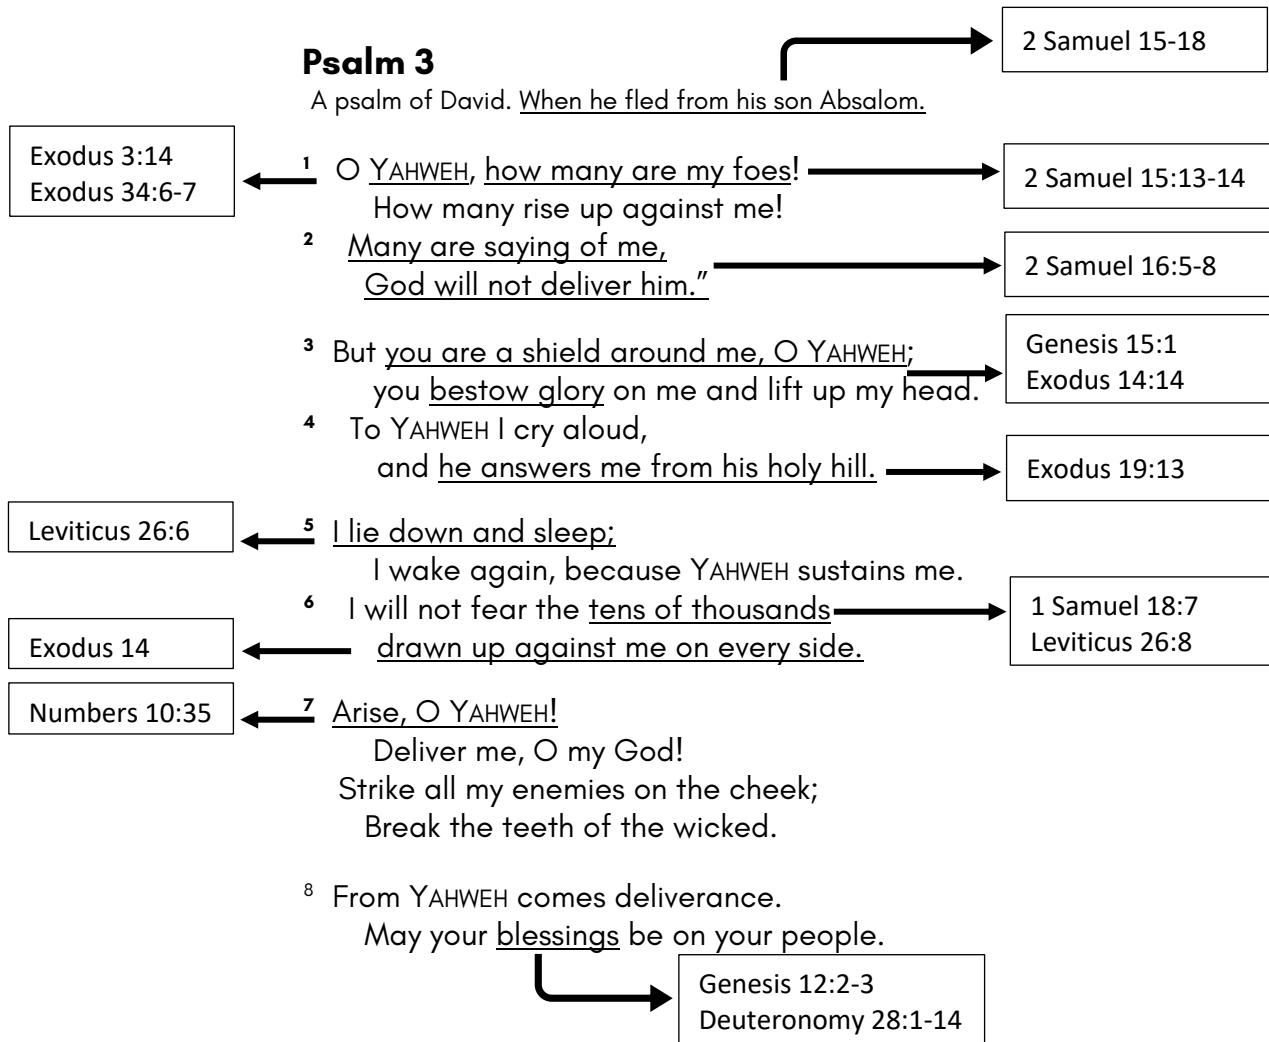 2 Samuel 15-18
Psalm 3
A psalm of David. When he fled from his son Absalom.
Exodus 3:14
Exodus 34:6-7
1 O YAHWEH, how many are my foes!
2 Samuel 15:13-14
How many rise up against me!
2 Many are saying of me,
God will not deliver him.”
2 Samuel 16:5-8
3 But you are a shield around me, O YAHWEH;
you bestow glory on me and lift up my head.
Genesis 15:1
Exodus 14:14
4 To YAHWEH I cry aloud,
and he answers me from his holy hill.
Exodus 19:13
Leviticus 26:6
5 I lie down and sleep;
I wake again, because YAHWEH sustains me.
6 I will not fear the tens of thousands
1 Samuel 18:7
Leviticus 26:8
Exodus 14
drawn up against me on every side.
Numbers 10:35
7 Arise, O YAHWEH!
Deliver me, O my God!
Strike all my enemies on the cheek;
Break the teeth of the wicked.
8 From YAHWEH comes deliverance.
May your blessings be on your people.
Genesis 12:2-3
Deuteronomy 28:1-14